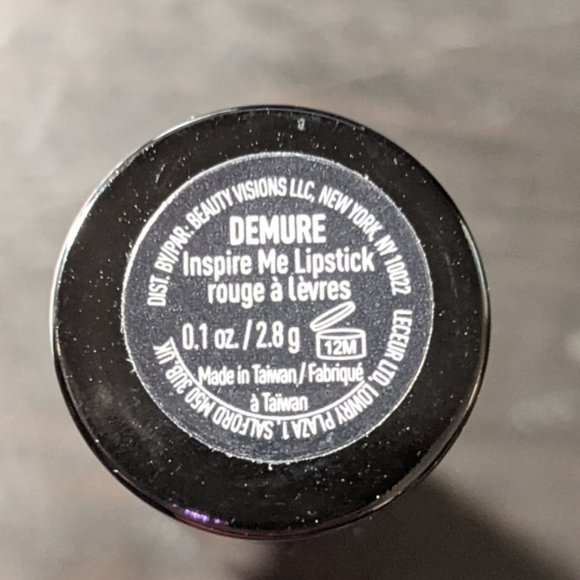 DIST. BY/PAR: BEAUTY VISIONS LLC, NEW YORK, NY 10022
DEMURE
Inspire Me Lipstick
rouge à lèvres
0.1 oz. / 2.8 g
12M
Made in Taiwan / Fabriqué
à Taïwan
LECEUR LTD, LOWRY PLAZA 1, SALFORD M50 3UB, UK